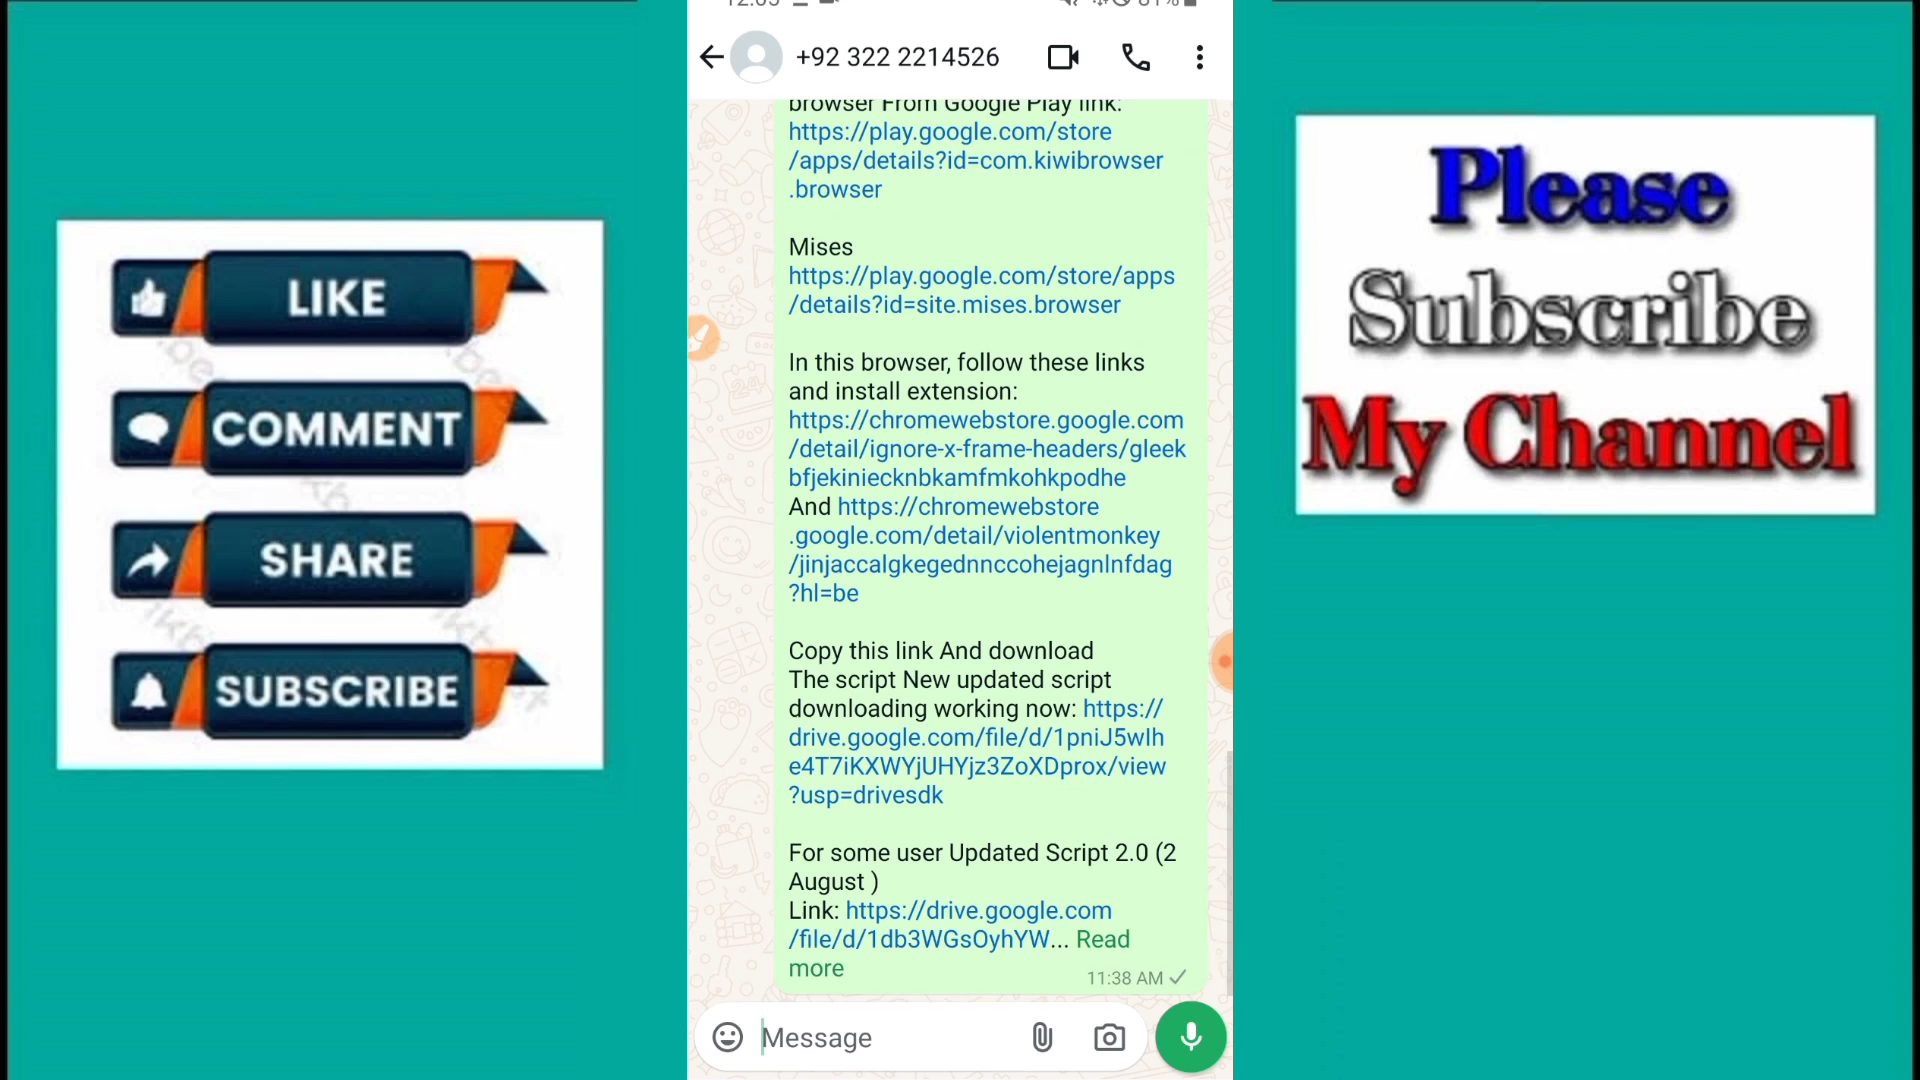 LIKE
COMMENT
SHARE
SUBSCRIBE
+92 322 2214526
browser From Google Play link:
https://play.google.com/store
/apps/details?id=com.kiwibrowser
.browser
Mises
https://play.google.com/store/apps
/details?id=site.mises.browser
In this browser, follow these links
and install extension:
https://chromewebstore.google.com
/detail/ignore-x-frame-headers/gleek
bfjekiniecknbkamfmkohkpodhe
And https://chromewebstore
.google.com/detail/violentmonkey
/jinjaccalgkegednnccohejagnlnfdag
?hl=be
Copy this link And download
The script New updated script
downloading working now: https://
drive.google.com/file/d/1pniJ5wIh
e4T7iKXWYjUHYjz3ZoXDprox/view
?usp=drivesdk
For some user Updated Script 2.0 (2
August )
Link: https://drive.google.com
/file/d/1db3WGsOyhYW... Read
more
11:38 AM
Message
Please
Subscribe
My Channel